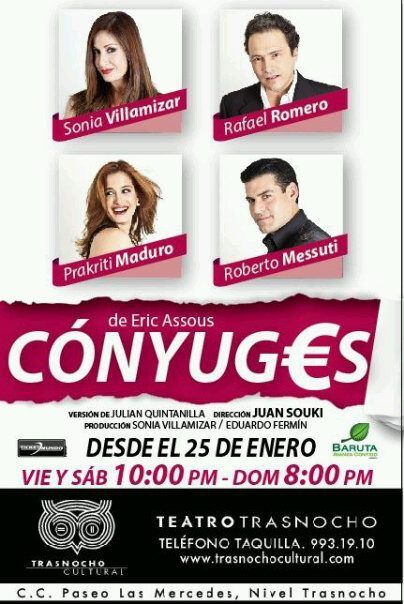 Sonia Villamizar
Rafael Romero
Prakriti Maduro
Roberto Messuti
de Eric Assous
CÓNYUG€S
VERSIÓN DE JULIAN QUINTANILLA DIRECCIÓN JUAN SOUKI
PRODUCCIÓN SONIA VILLAMIZAR / EDUARDO FERMÍN
DESDE EL 25 DE ENERO
BARUTA
VIE Y SÁB 10:00 PM - DOM 8:00 PM
TRASNOCHO
CULTURAL
TEATROTRASNOCHO
TELÉFONO TAQUILLA. 993.19.10
www.trasnochocultural.com
C.C. Paseo Las Mercedes, Nivel Trasnocho